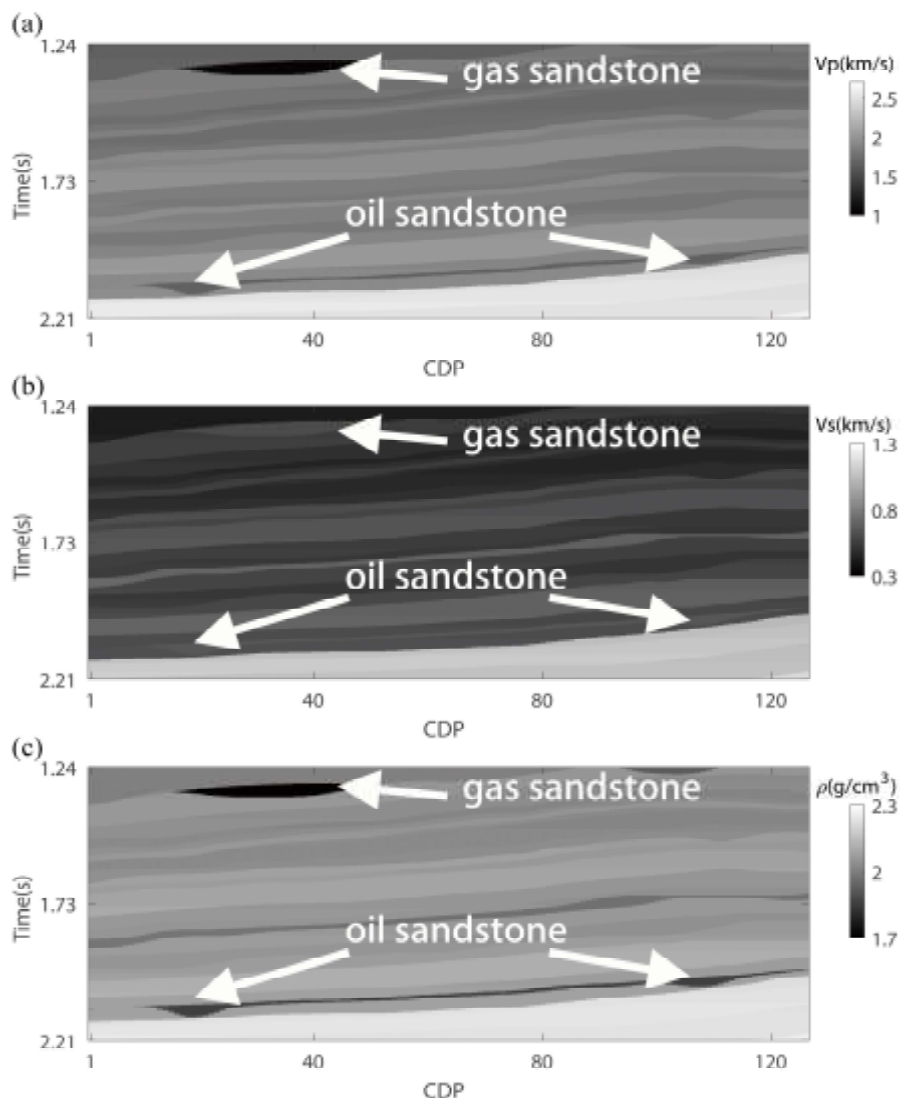 (a)
1.24
gas sandstone
Vp(km/s)
2.5
2
1.5
1
Time(s)
1.73
oil sandstone
2.21
1
40
80
120
CDP
(b)
1.24
gas sandstone
Vs(km/s)
1.3
0.8
0.3
Time(s)
1.73
oil sandstone
2.21
1
40
80
120
CDP
(c)
1.24
gas sandstone
ρ(g/cm³)
2.3
2
1.7
Time(s)
1.73
oil sandstone
2.21
1
40
80
120
CDP